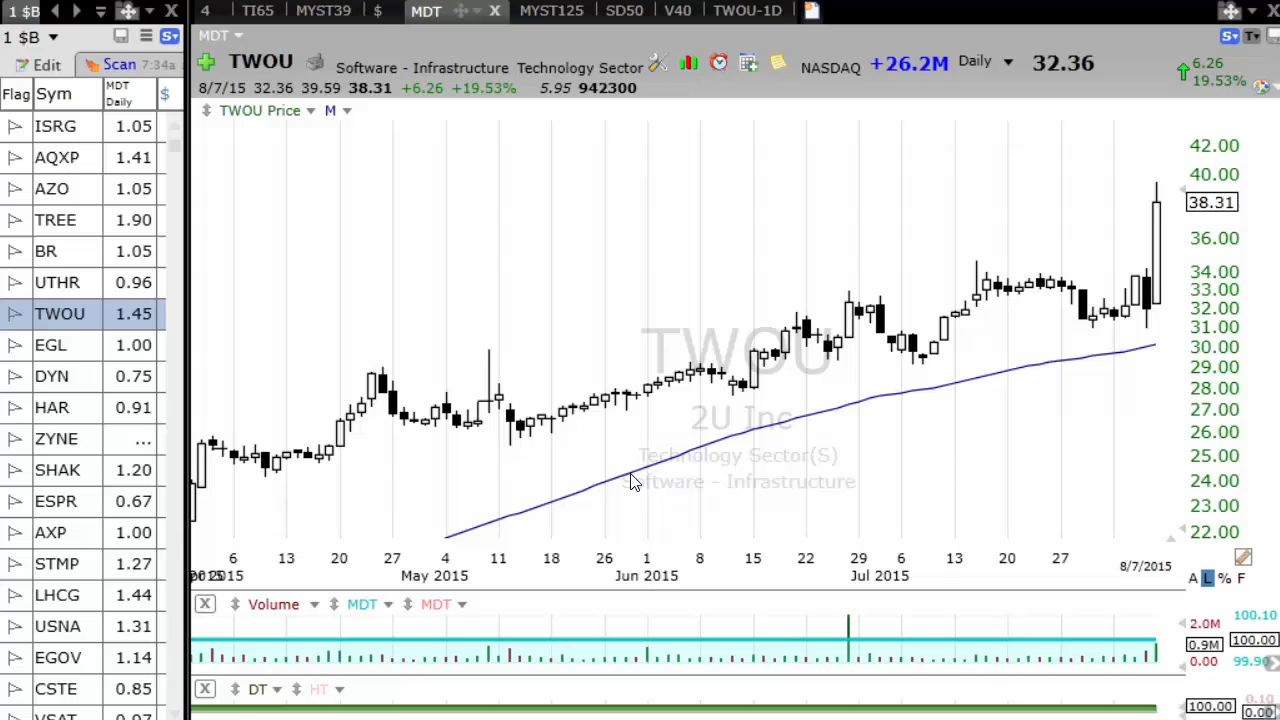 1 $B 4 TI65 MYST39 $ MDT X MYST125 SD50 V40 TWOU-1D X
1 $B S MDT S T
Edit Scan 7:34a TWOU Software - Infrastructure Technology Sector NASDAQ +26.2M Daily 32.36 6.26
19.53%
8/7/15 32.36 39.59 38.31 +6.26 +19.53% 5.95 942300
Flag Sym MDT Daily $
TWOU Price M
ISRG 1.05
AQXP 1.41
AZO 1.05
TREE 1.90
BR 1.05
UTHR 0.96
TWOU 1.45
EGL 1.00
DYN 0.75
HAR 0.91
ZYNE ...
SHAK 1.20
ESPR 0.67
AXP 1.00
STMP 1.27
LHCG 1.44
USNA 1.31
EGOV 1.14
CSTE 0.85
VSAT 0.97
TWOU
2U Inc
Technology Sector(S)
Software - Infrastructure
42.00
40.00
38.31
36.00
34.00
33.00
32.00
31.00
30.00
29.00
28.00
27.00
26.00
25.00
24.00
23.00
22.00
6 13 20 27 4 11 18 26 1 8 15 22 29 6 13 20 27 8/7/2015
2015 May 2015 Jun 2015 Jul 2015
A L % F
X Volume MDT MDT
2.0M 100.10
0.9M 100.00
0.00 99.90
X DT HT
100.00 0.10
0.00